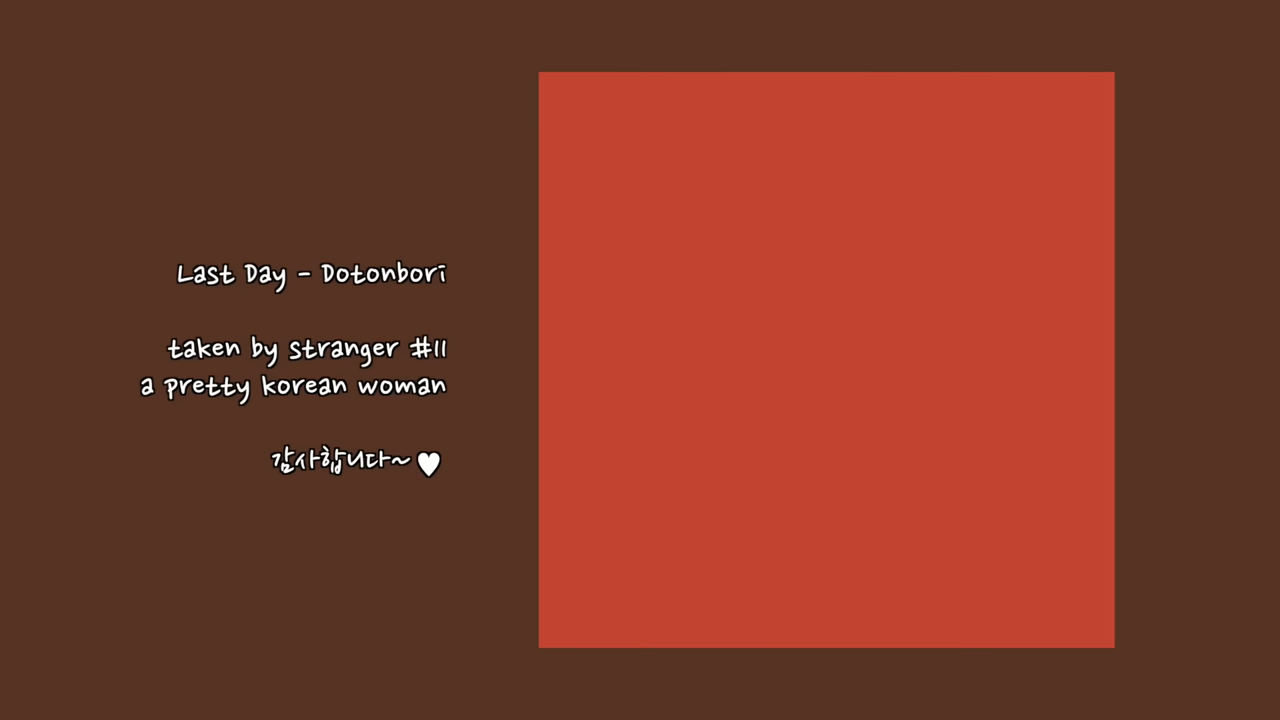 Last Day - Dotonbori
taken by stranger #11
a pretty korean woman
감사합니다~ ♥